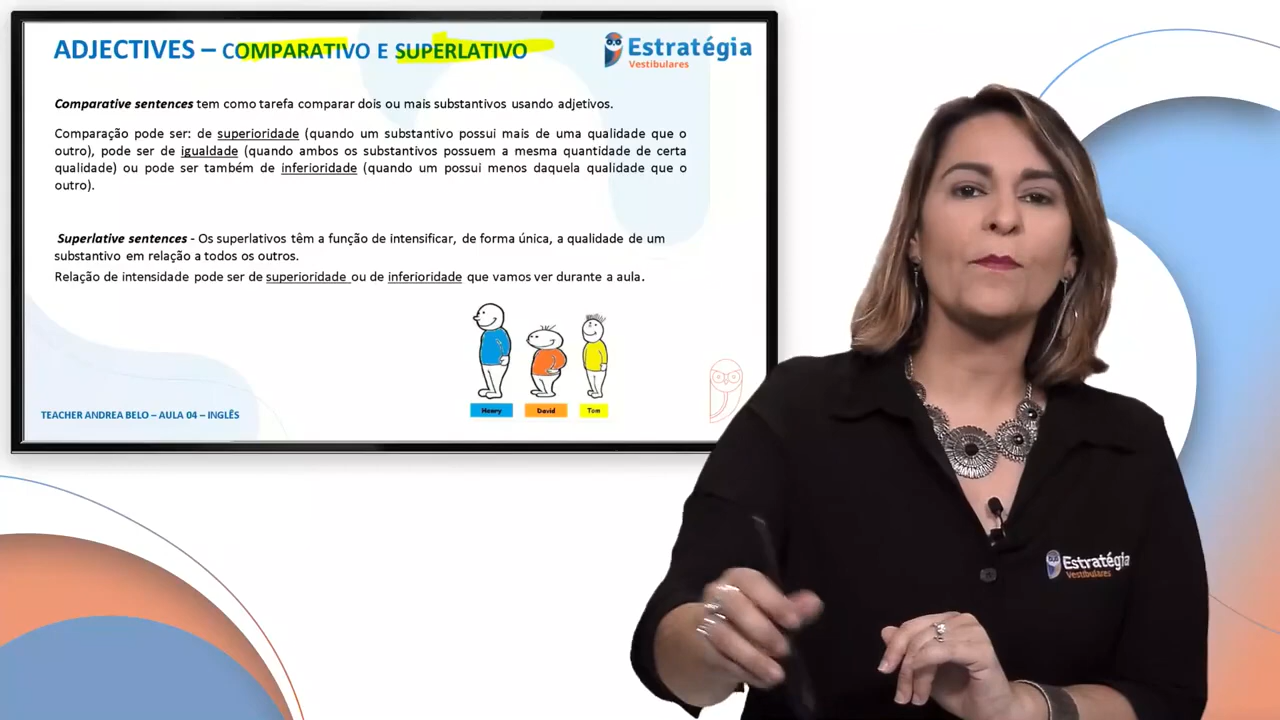 ADJECTIVES – COMPARATIVO E SUPERLATIVO
Estratégia
Vestibulares
Comparative sentences tem como tarefa comparar dois ou mais substantivos usando adjetivos.
Comparação pode ser: de superioridade (quando um substantivo possui mais de uma qualidade que o
outro), pode ser de igualdade (quando ambos os substantivos possuem a mesma quantidade de certa
qualidade) ou pode ser também de inferioridade (quando um possui menos daquela qualidade que o
outro).
Superlative sentences - Os superlativos têm a função de intensificar, de forma única, a qualidade de um
substantivo em relação a todos os outros.
Relação de intensidade pode ser de superioridade ou de inferioridade que vamos ver durante a aula.
Henry
David
Tom
TEACHER ANDREA BELO – AULA 04 – INGLÊS
Estratégia
Vestibulares